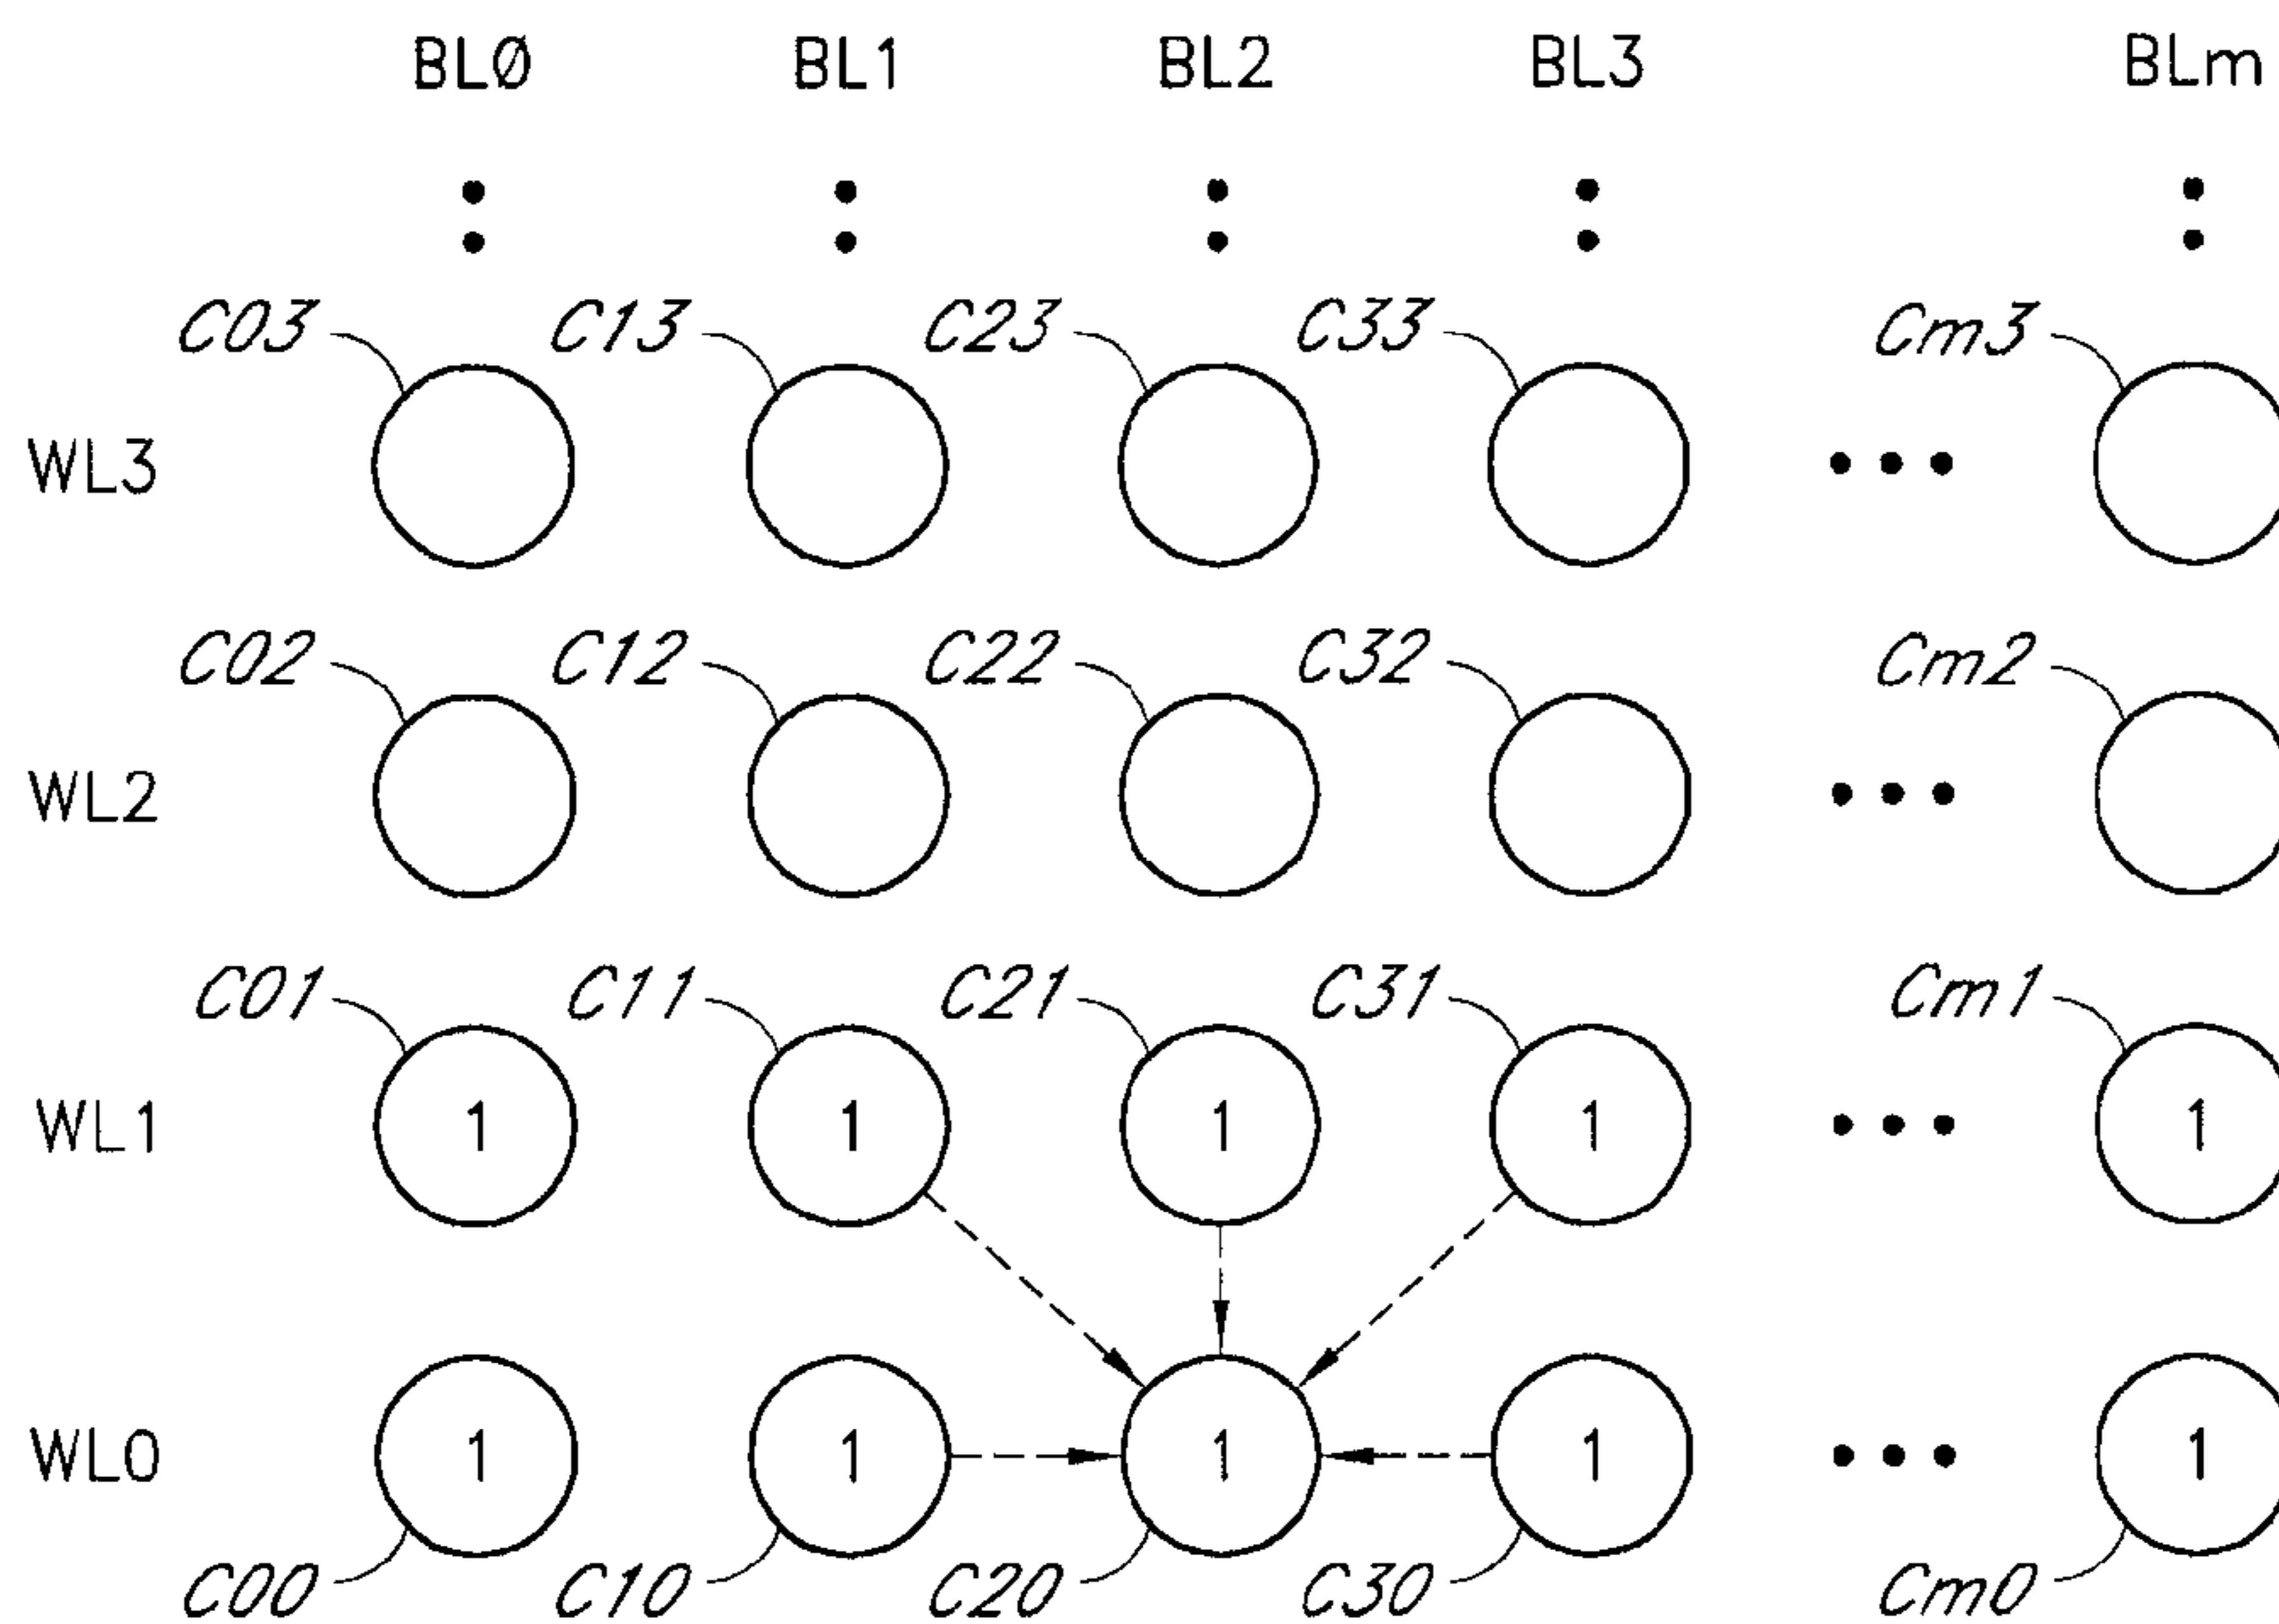 BLØ BL1 BL2 BL3 BLm
C03 C13 C23 C33 Cm3
WL3
C02 C12 C22 C32 Cm2
WL2
C01 C11 C21 C31 Cm1
WL1 1 1 1 1 1
WL0 1 1 1 1 1
C00 C10 C20 C30 Cm0